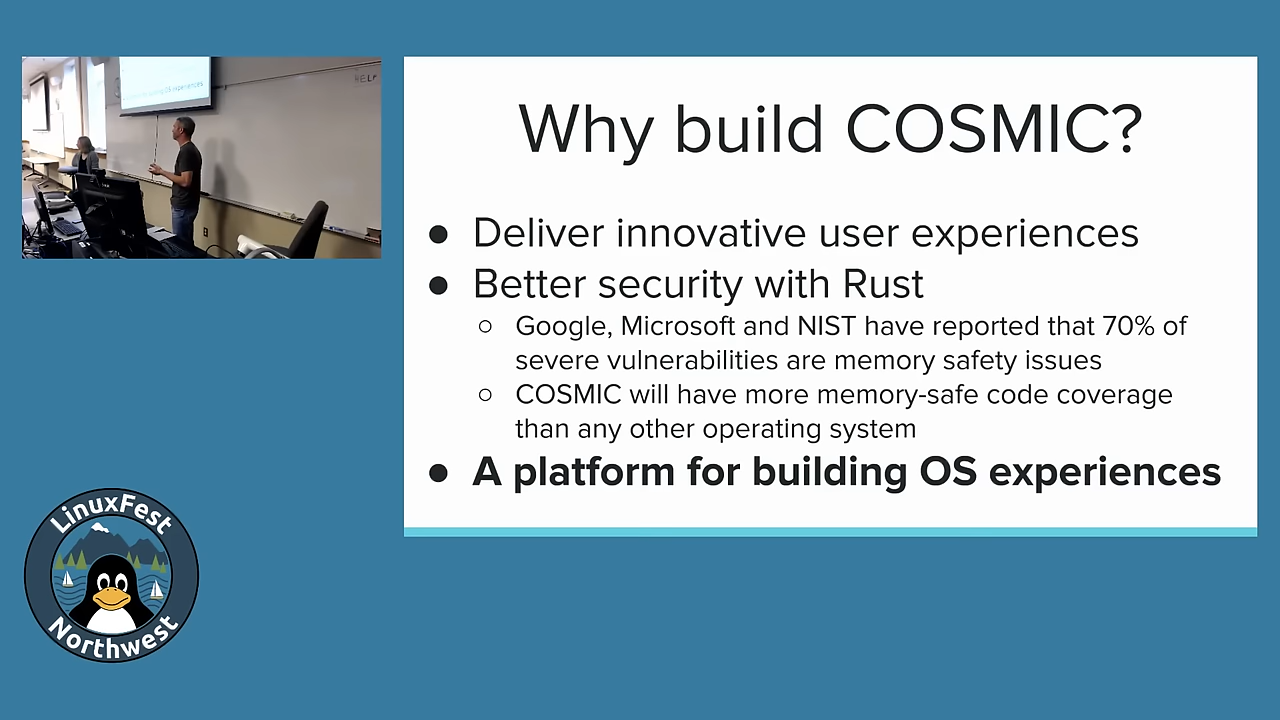 Why build COSMIC?
● Deliver innovative user experiences
● Better security with Rust
○ Google, Microsoft and NIST have reported that 70% of
severe vulnerabilities are memory safety issues
○ COSMIC will have more memory-safe code coverage
than any other operating system
● A platform for building OS experiences
LinuxFest
Northwest